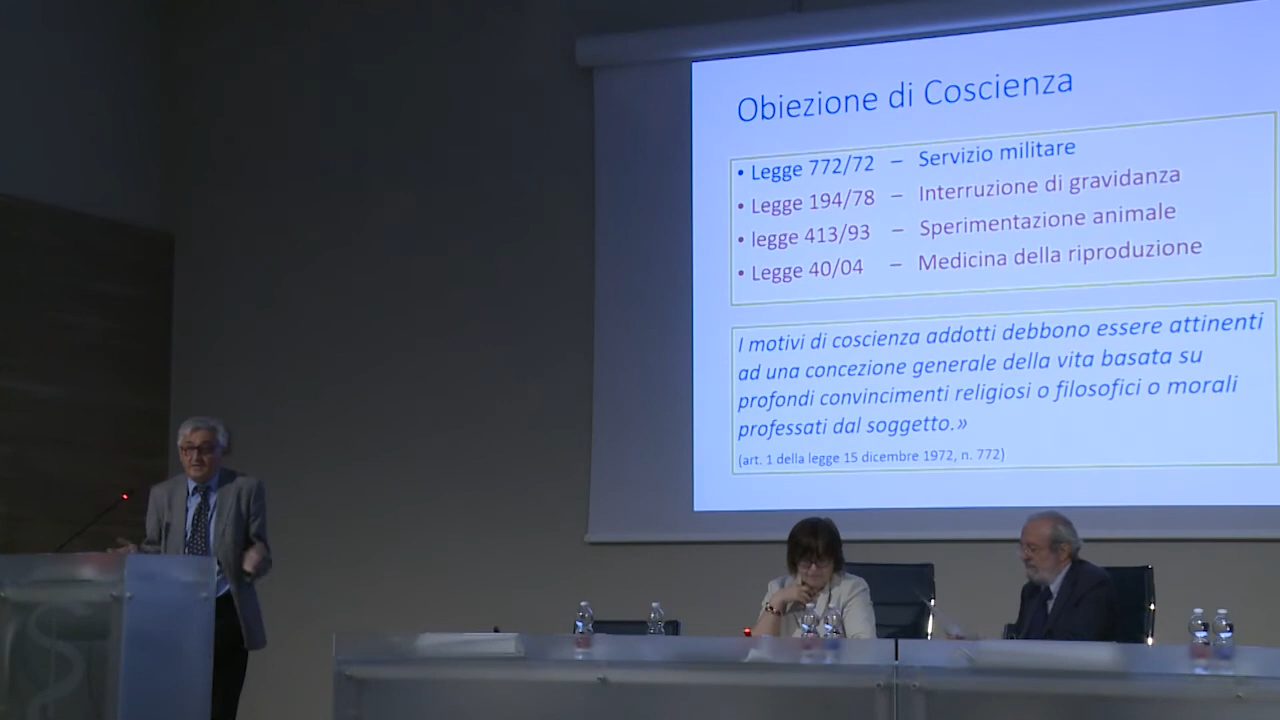 Obiezione di Coscienza
• Legge 772/72 – Servizio militare
• Legge 194/78 – Interruzione di gravidanza
• legge 413/93 – Sperimentazione animale
• Legge 40/04 – Medicina della riproduzione
I motivi di coscienza addotti debbono essere attinenti
ad una concezione generale della vita basata su
profondi convincimenti religiosi o filosofici o morali
professati dal soggetto.»
(art. 1 della legge 15 dicembre 1972, n. 772)